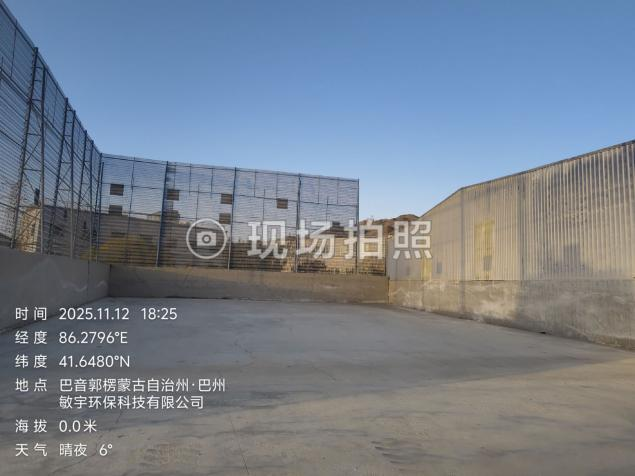 现场拍照
时间 2025.11.12 18:25
经度 86.2796°E
纬度 41.6480°N
地点 巴音郭楞蒙古自治州·巴州
敏宇环保科技有限公司
海拔 0.0米
天气 晴夜 6°